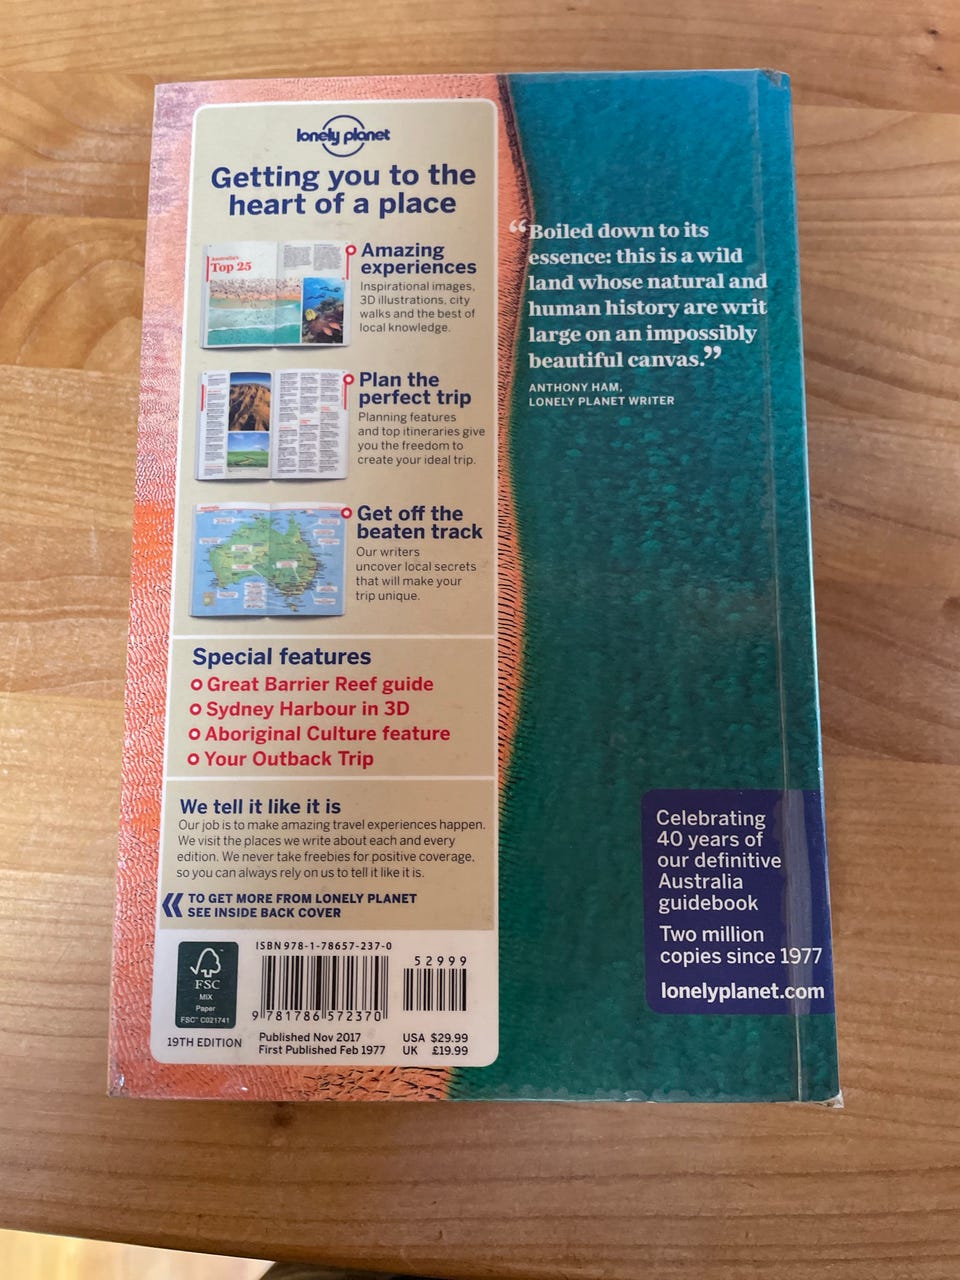 lonely planet
Getting you to the
heart of a place
Australia's
Top 25
Amazing
experiences
Inspirational images,
3D illustrations, city
walks and the best of
local knowledge.
Plan the
perfect trip
Planning features
and top itineraries give
you the freedom to
create your ideal trip.
Get off the
beaten track
Our writers
uncover local secrets
that will make your
trip unique.
Special features
Great Barrier Reef guide
Sydney Harbour in 3D
Aboriginal Culture feature
Your Outback Trip
We tell it like it is
Our job is to make amazing travel experiences happen.
We visit the places we write about each and every
edition. We never take freebies for positive coverage,
so you can always rely on us to tell it like it is.
TO GET MORE FROM LONELY PLANET
SEE INSIDE BACK COVER
FSC
MIX
Paper
FSC™ C021741
19TH EDITION
ISBN 978-1-78657-237-0
52999
9 781786 572370
Published Nov 2017
First Published Feb 1977
USA $29.99
UK £19.99
“Boiled down to its
essence: this is a wild
land whose natural and
human history are writ
large on an impossibly
beautiful canvas.”
ANTHONY HAM,
LONELY PLANET WRITER
Celebrating
40 years of
our definitive
Australia
guidebook
Two million
copies since 1977
lonelyplanet.com